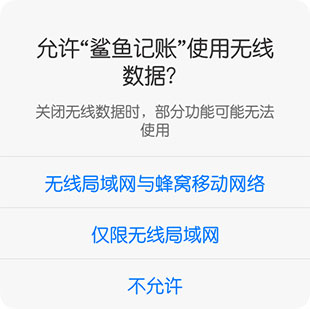 允许“鲨鱼记账”使用无线
数据？
关闭无线数据时，部分功能可能无法
使用
无线局域网与蜂窝移动网络
仅限无线局域网
不允许